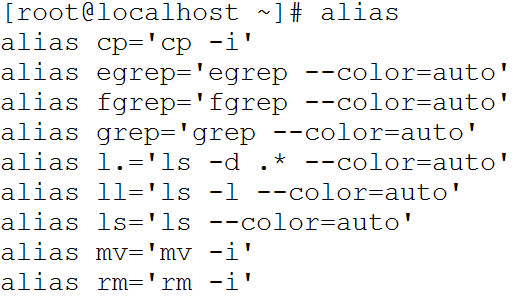 [root@localhost ~]# alias
alias cp='cp -i'
alias egrep='egrep --color=auto'
alias fgrep='fgrep --color=auto'
alias grep='grep --color=auto'
alias l.='ls -d .* --color=auto'
alias ll='ls -l --color=auto'
alias ls='ls --color=auto'
alias mv='mv -i'
alias rm='rm -i'